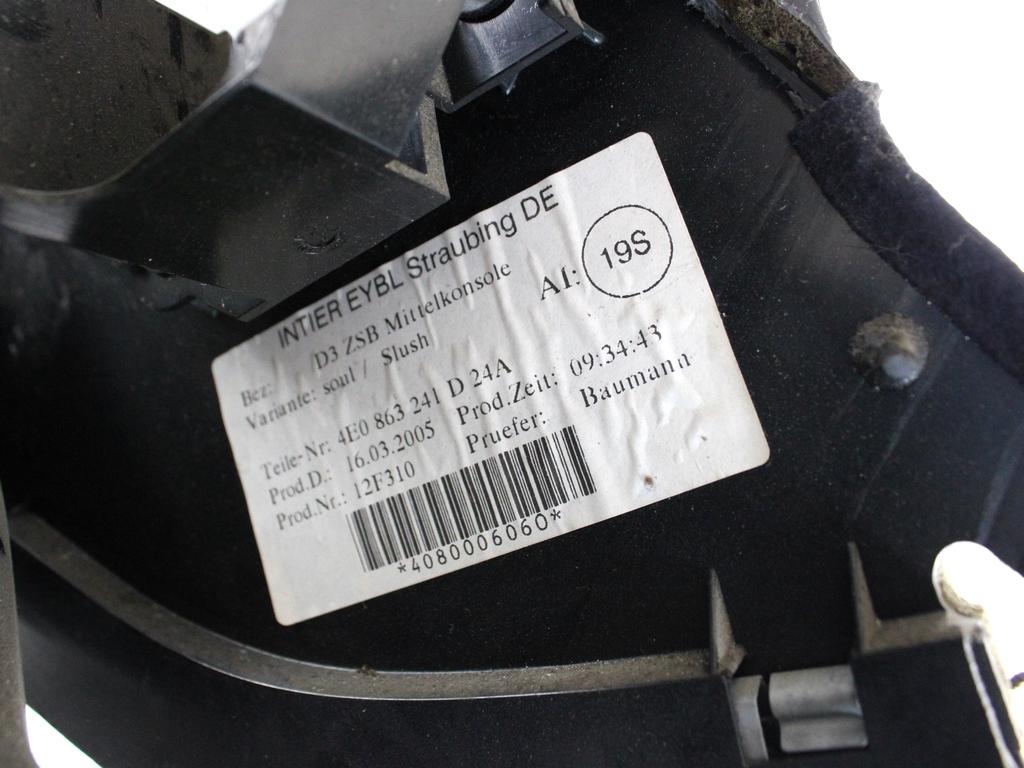 INTIER EYBL Straubing DE
Bez: D3 ZSB Mittelkonsole
Variante: soul / Slush
AI: 19S
Teile-Nr: 4E0 863 241 D 24A
Prod.D.: 16.03.2005 Prod.Zeit: 09:34:43
Prod.Nr.: 12F310 Pruefer: Baumann
*4080006060*